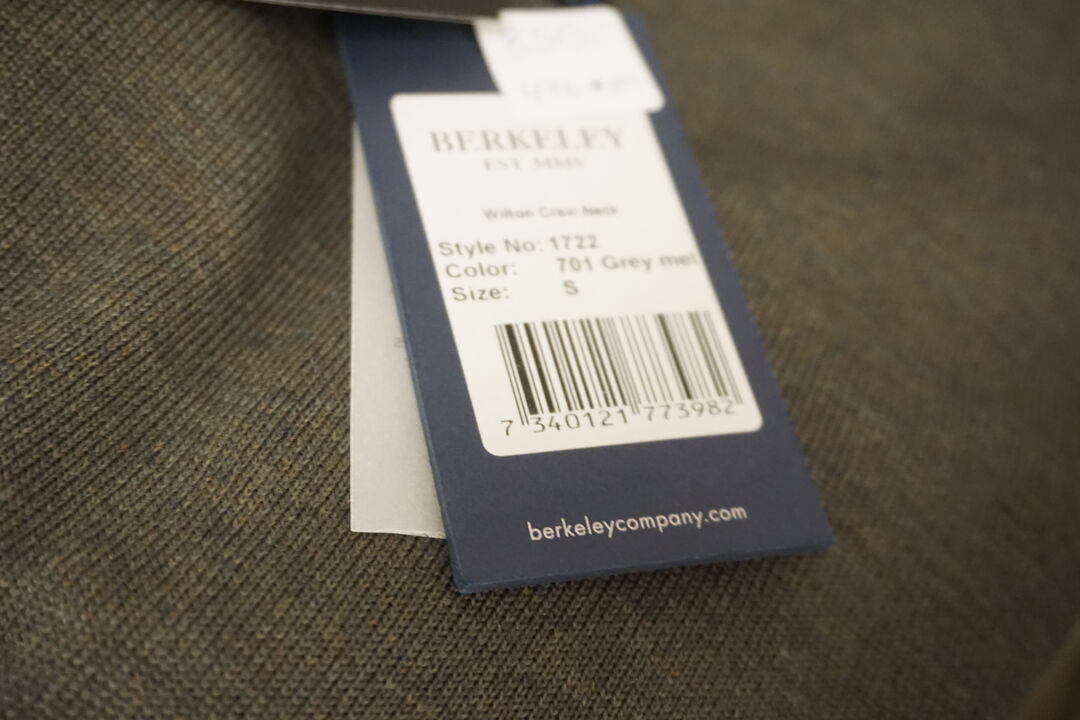 BERKELEY
EST MMV
Wilton Crew Neck
Style No: 1722
Color: 701 Grey mel
Size: S
7 340121 773982
berkeleycompany.com